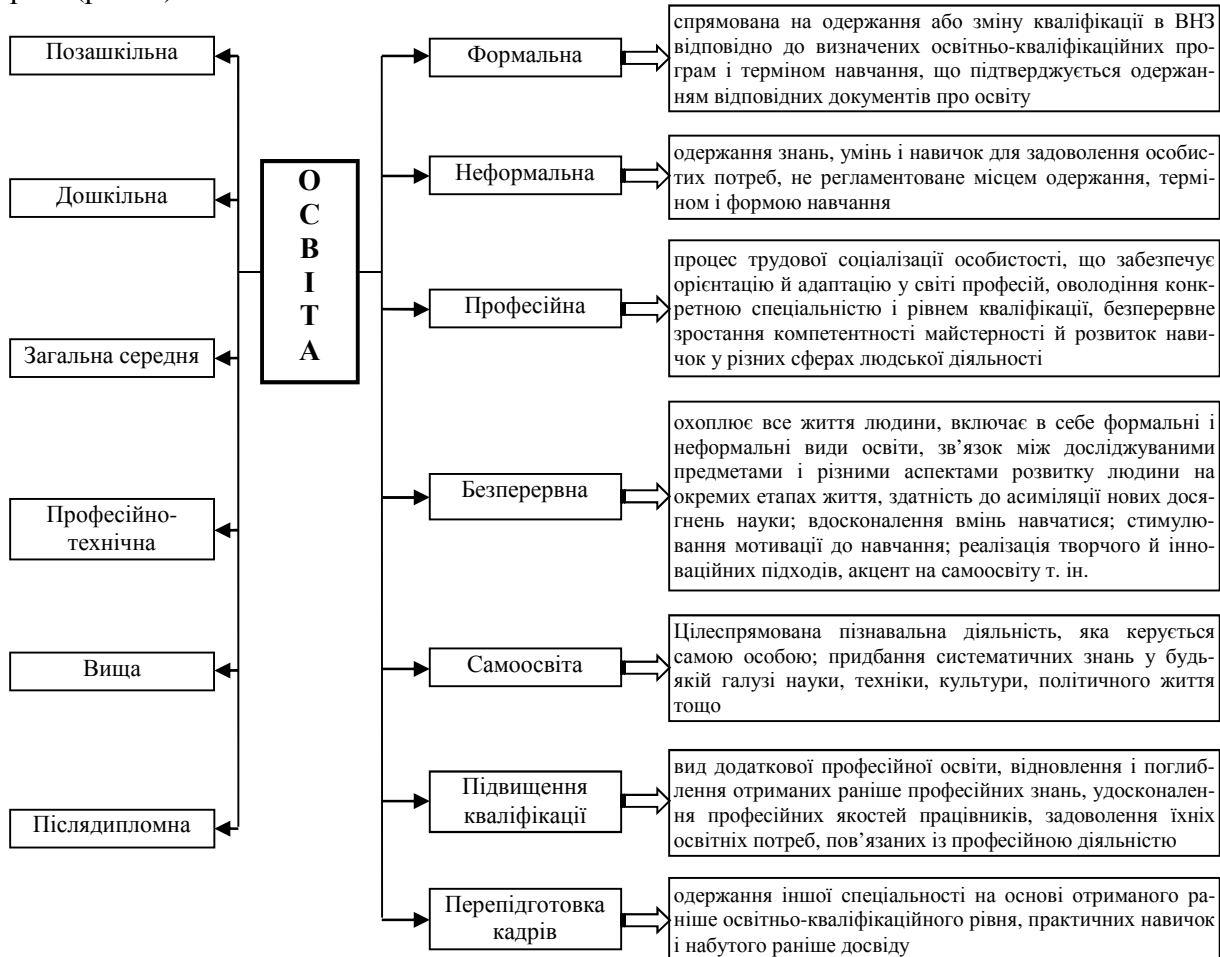 Позашкільна
Дошкільна
Загальна середня
Професійно-
технічна
Вища
Післядипломна
О
С
В
І
Т
А
Формальна
спрямована на одержання або зміну кваліфікації в ВНЗ
відповідно до визначених освітньо-кваліфікаційних про-
грам і терміном навчання, що підтверджується одержан-
ням відповідних документів про освіту
Неформальна
одержання знань, умінь і навичок для задоволення особис-
тих потреб, не регламентоване місцем одержання, термі-
ном і формою навчання
Професійна
процес трудової соціалізації особистості, що забезпечує
орієнтацію й адаптацію у світі професій, оволодіння конк-
ретною спеціальністю і рівнем кваліфікації, безперервне
зростання компетентності майстерності й розвиток нави-
чок у різних сферах людської діяльності
Безперервна
охоплює все життя людини, включає в себе формальні і
неформальні види освіти, зв’язок між досліджуваними
предметами і різними аспектами розвитку людини на
окремих етапах життя, здатність до асиміляції нових дося-
гнень науки; вдосконалення вмінь навчатися; стимулю-
вання мотивації до навчання; реалізація творчого й інно-
ваційних підходів, акцент на самоосвіту т. ін.
Самоосвіта
Цілеспрямована пізнавальна діяльність, яка керується
самою особою; придбання систематичних знань у будь-
якій галузі науки, техніки, культури, політичного життя
тощо
Підвищення
кваліфікації
вид додаткової професійної освіти, відновлення і поглиб-
лення отриманих раніше професійних знань, удосконален-
ня професійних якостей працівників, задоволення їхніх
освітніх потреб, пов’язаних із професійною діяльністю
Перепідготовка
кадрів
одержання іншої спеціальності на основі отриманого ра-
ніше освітньо-кваліфікаційного рівня, практичних навичок
і набутого раніше досвіду